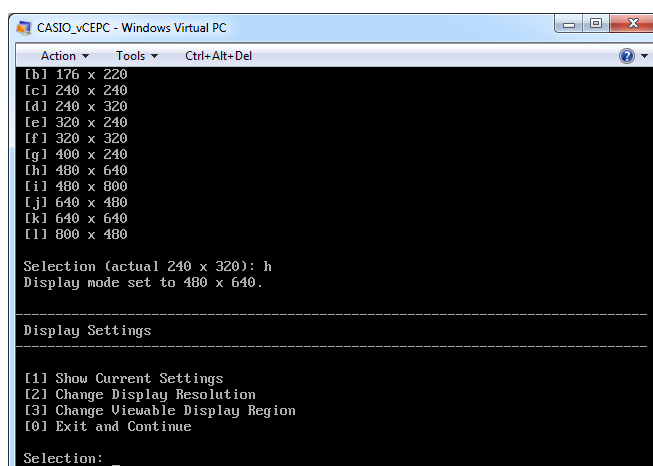 CASIO_vCEPC - Windows Virtual PC
Action Tools Ctrl+Alt+Del
[b] 176 x 220
[c] 240 x 240
[d] 240 x 320
[e] 320 x 240
[f] 320 x 320
[g] 400 x 240
[h] 480 x 640
[i] 480 x 800
[j] 640 x 480
[k] 640 x 640
[l] 800 x 480
Selection (actual 240 x 320): h
Display mode set to 480 x 640.
Display Settings
[1] Show Current Settings
[2] Change Display Resolution
[3] Change Viewable Display Region
[0] Exit and Continue
Selection: _